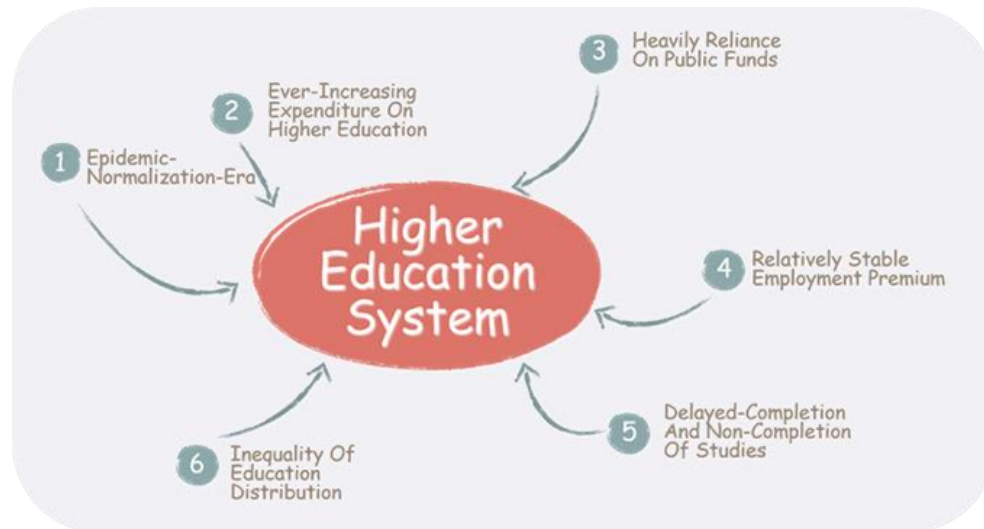 1
Epidemic-
Normalization-Era
2
Ever-Increasing
Expenditure On
Higher Education
3
Heavily Reliance
On Public Funds
Higher
Education
System
4
Relatively Stable
Employment Premium
5
Delayed-Completion
And Non-Completion
Of Studies
6
Inequality Of
Education
Distribution